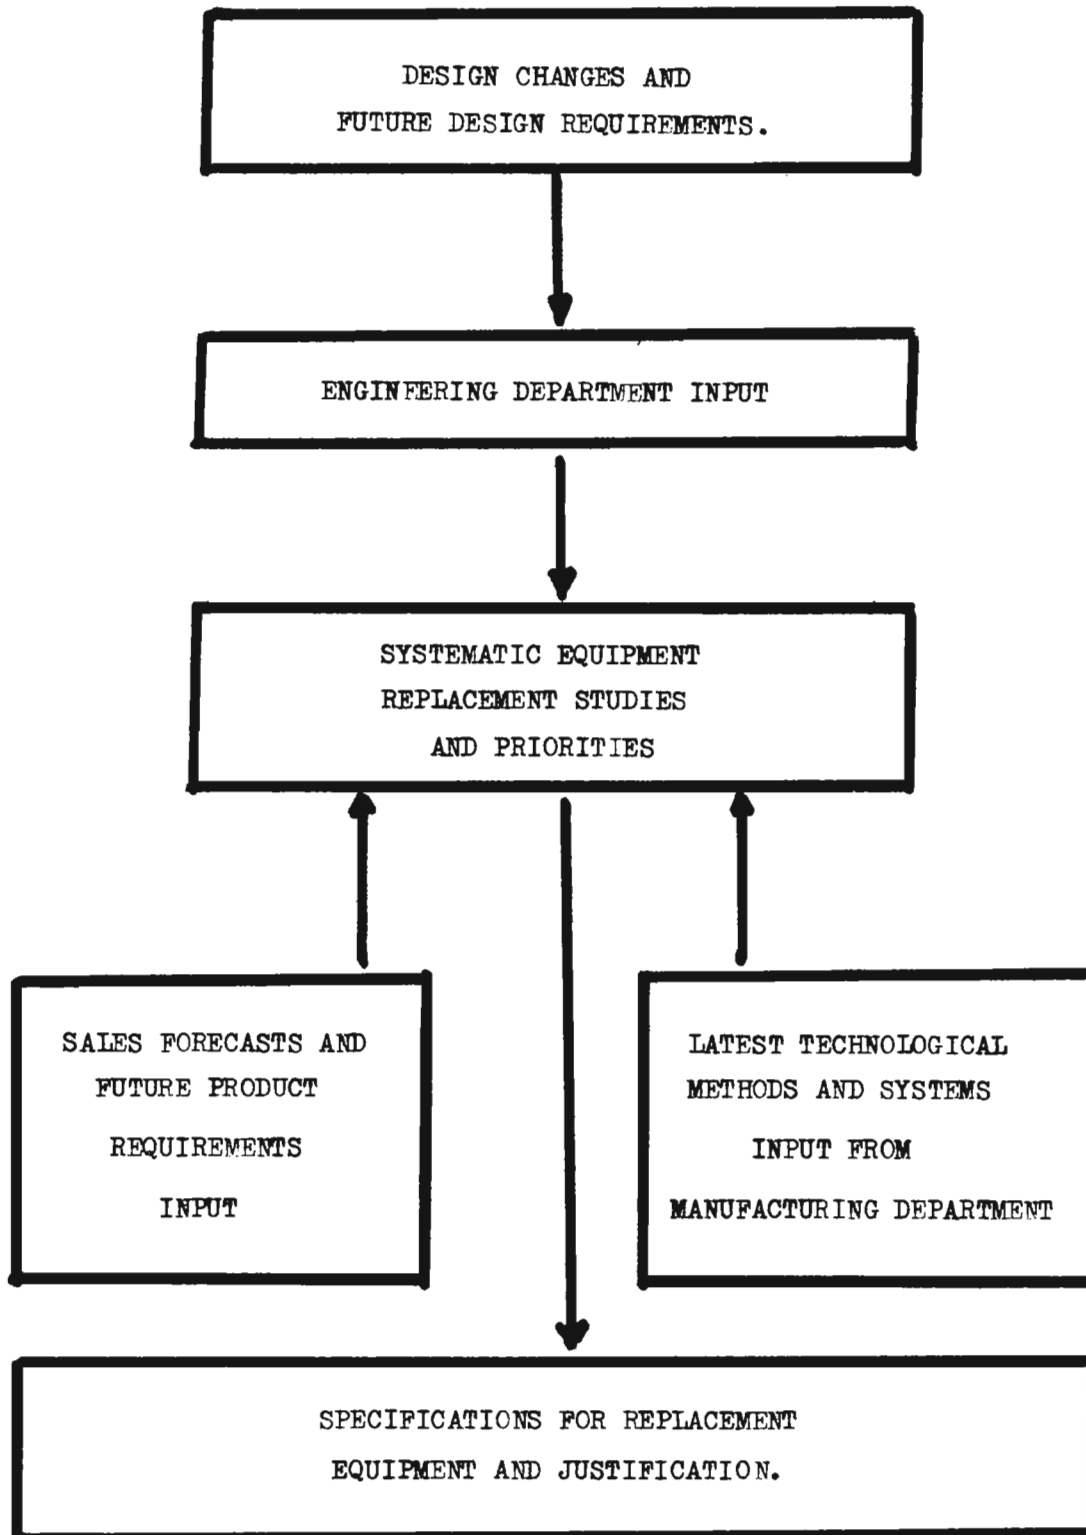 DESIGN CHANGES AND
FUTURE DESIGN REQUIREMENTS.
ENGINFERING DEPARTMENT INPUT
SYSTEMATIC EQUIPMENT
REPLACEMENT STUDIES
AND PRIORITIES
SALES FORECASTS AND
FUTURE PRODUCT
REQUIREMENTS
INPUT
LATEST TECHNOLOGICAL
METHODS AND SYSTEMS
INPUT FROM
MANUFACTURING DEPARTMENT
SPECIFICATIONS FOR REPLACEMENT
EQUIPMENT AND JUSTIFICATION.